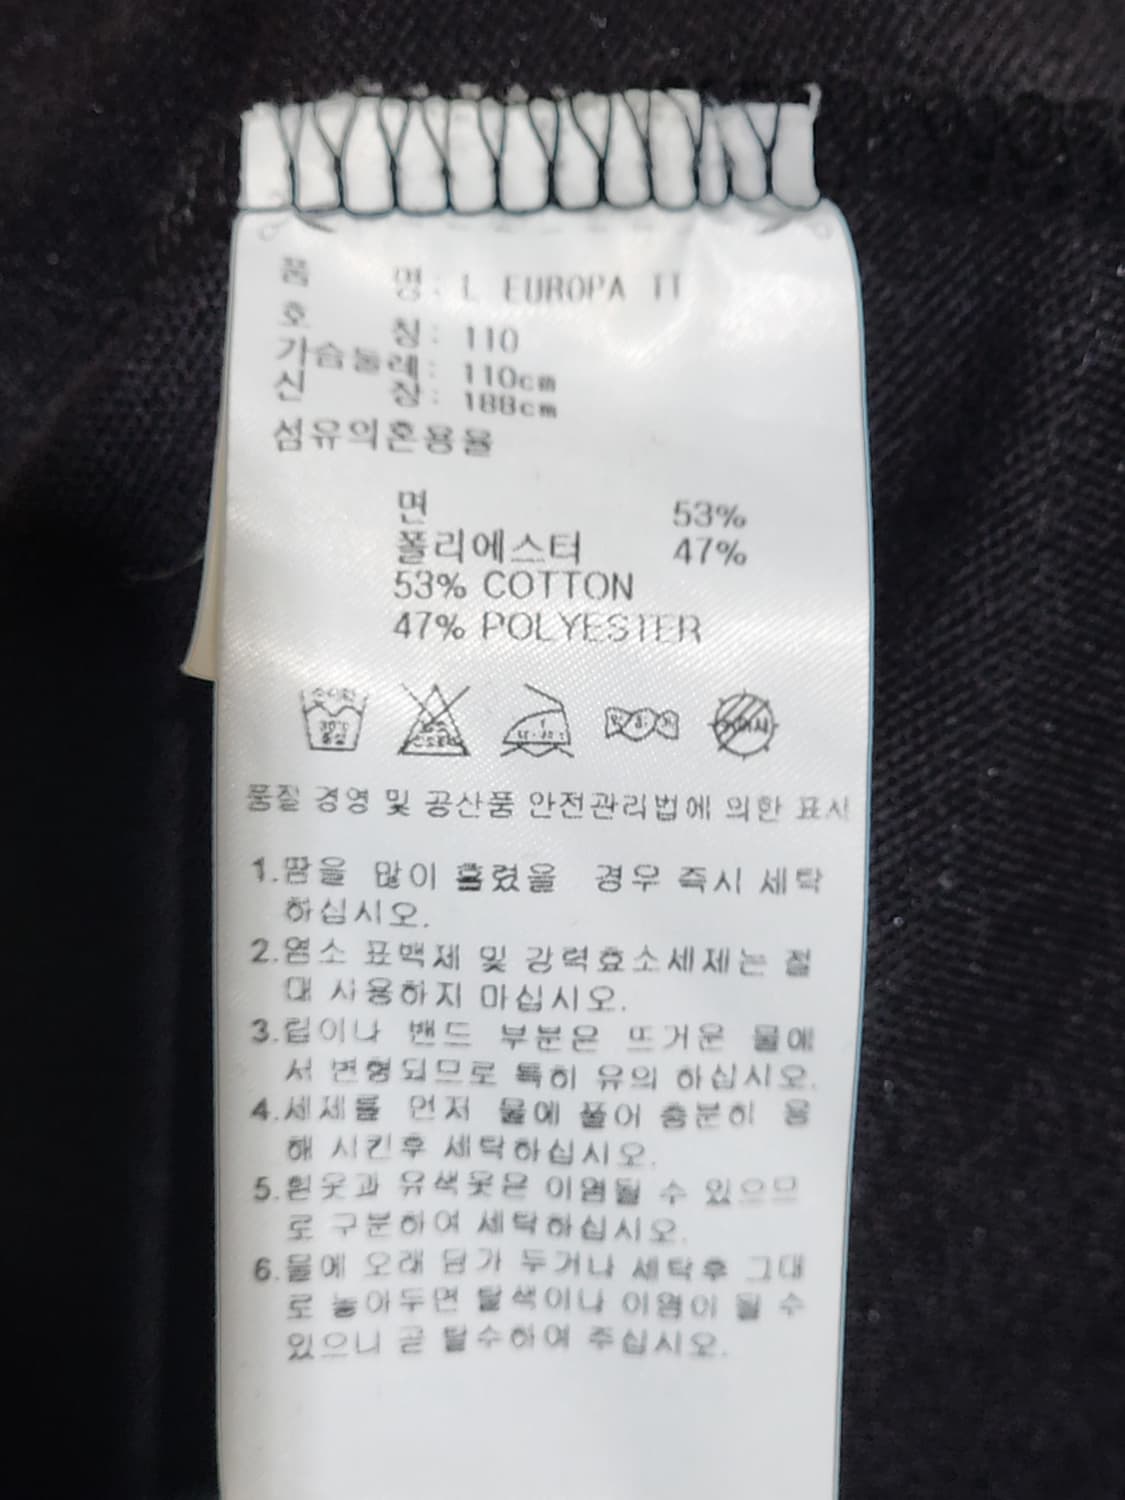 품 명: L EUROPA TT
호 칭: 110
가슴둘레: 110cm
신 장: 188cm
섬유의혼용율
면 53%
폴리에스터 47%
53% COTTON
47% POLYESTER
30℃
품질 경영 및 공산품 안전관리법에 의한 표시
1.땀을 많이 흘렸을 경우 즉시 세탁
하십시오.
2.염소 표백제 및 강력효소세제는 절
대 사용하지 마십시오.
3.립이나 밴드 부분은 뜨거운 물에
서 변형되므로 특히 유의 하십시오.
4.세제를 먼저 물에 풀어 충분히 용
해 시킨후 세탁하십시오.
5.흰옷과 유색옷은 이염될 수 있으므
로 구분하여 세탁하십시오.
6.물에 오래 담가 두거나 세탁후 그대
로 놓아두면 탈색이나 이염이 될 수
있으니 곧 탈수하여 주십시오.